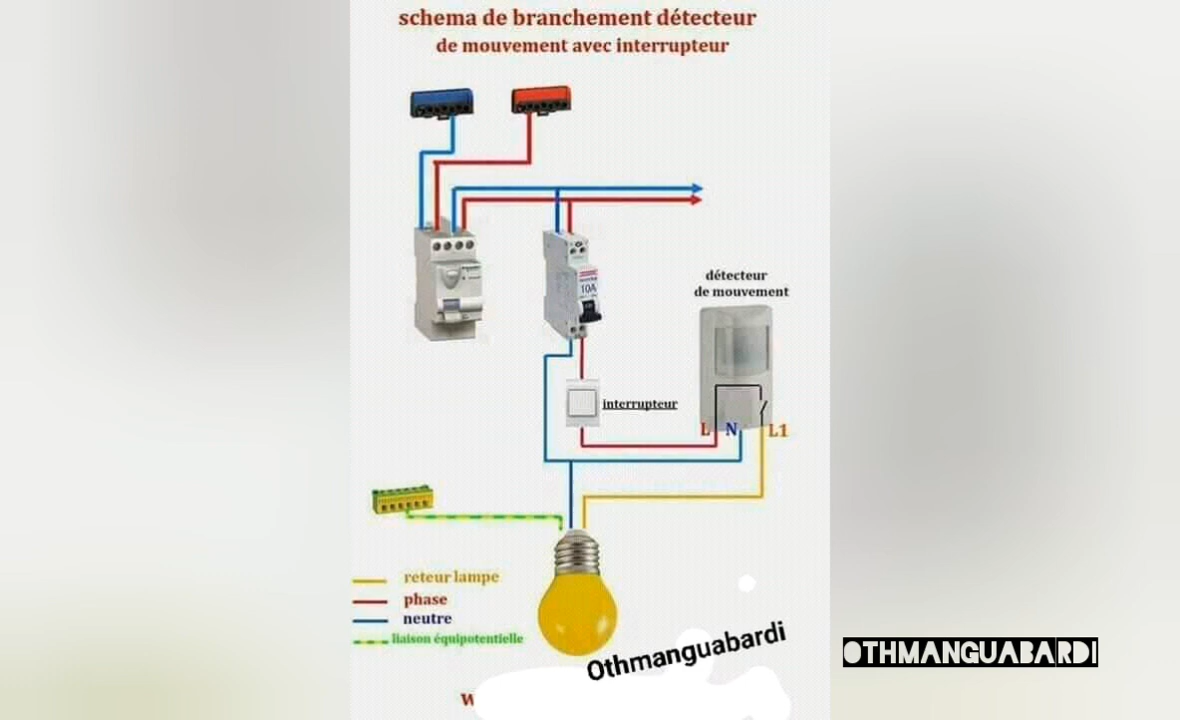 schema de branchement détecteur
de mouvement avec interrupteur
10A
détecteur
de mouvement
interrupteur
L N L1
reteur lampe
phase
neutre
liaison équipotentielle
Othmanguabardi
OTHMANGUABARDI
w